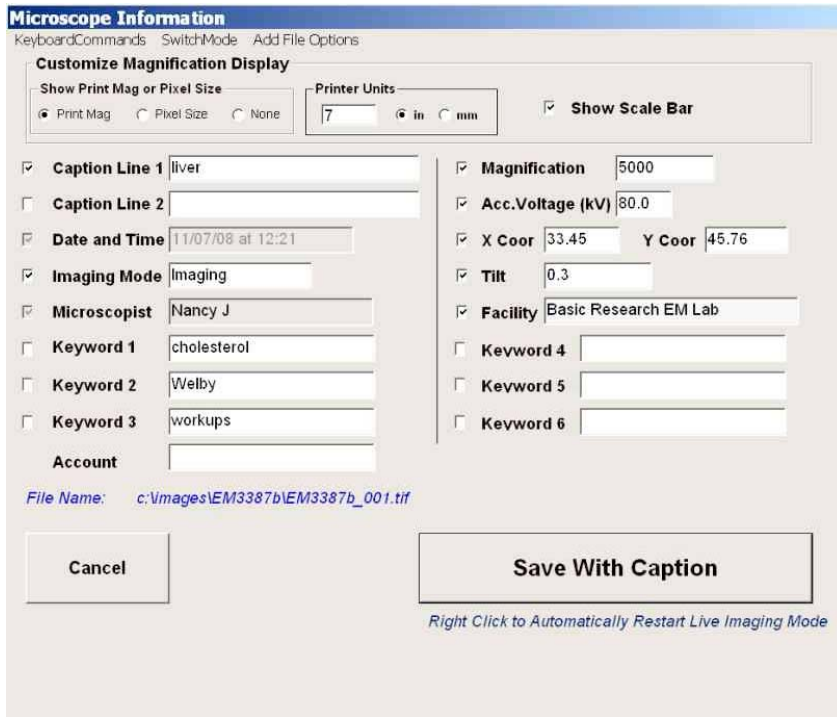 Microscope Information
KeyboardCommands SwitchMode Add File Options
Customize Magnification Display
Show Print Mag or Pixel Size
Print Mag Pixel Size None
Printer Units
7 in mm
Show Scale Bar
Caption Line 1 liver
Caption Line 2
Date and Time 11/07/08 at 12:21
Imaging Mode Imaging
Microscopist Nancy J
Keyword 1 cholesterol
Keyword 2 Welby
Keyword 3 workups
Account
Magnification 5000
Acc.Voltage (kV) 80.0
X Coor 33.45 Y Coor 45.76
Tilt 0.3
Facility Basic Research EM Lab
Keyword 4
Keyword 5
Keyword 6
File Name: c:\images\EM3387b\EM3387b_001.tif
Cancel
Save With Caption
Right Click to Automatically Restart Live Imaging Mode